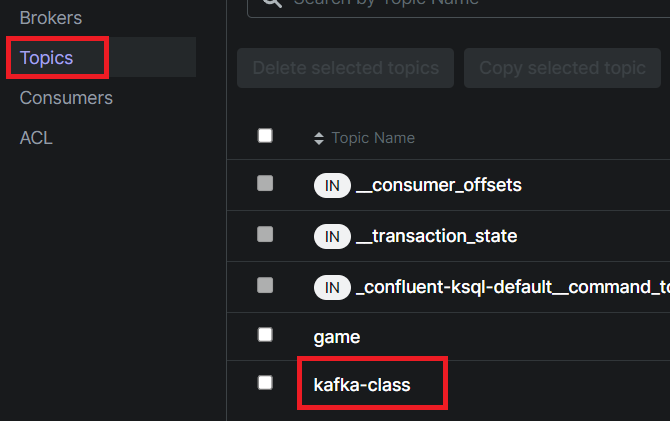 Brokers
Topics
Consumers
ACL
Search by Topic Name
Delete selected topics Copy selected topic
Topic Name
IN __consumer_offsets
IN __transaction_state
IN _confluent-ksql-default__command_to
game
kafka-class